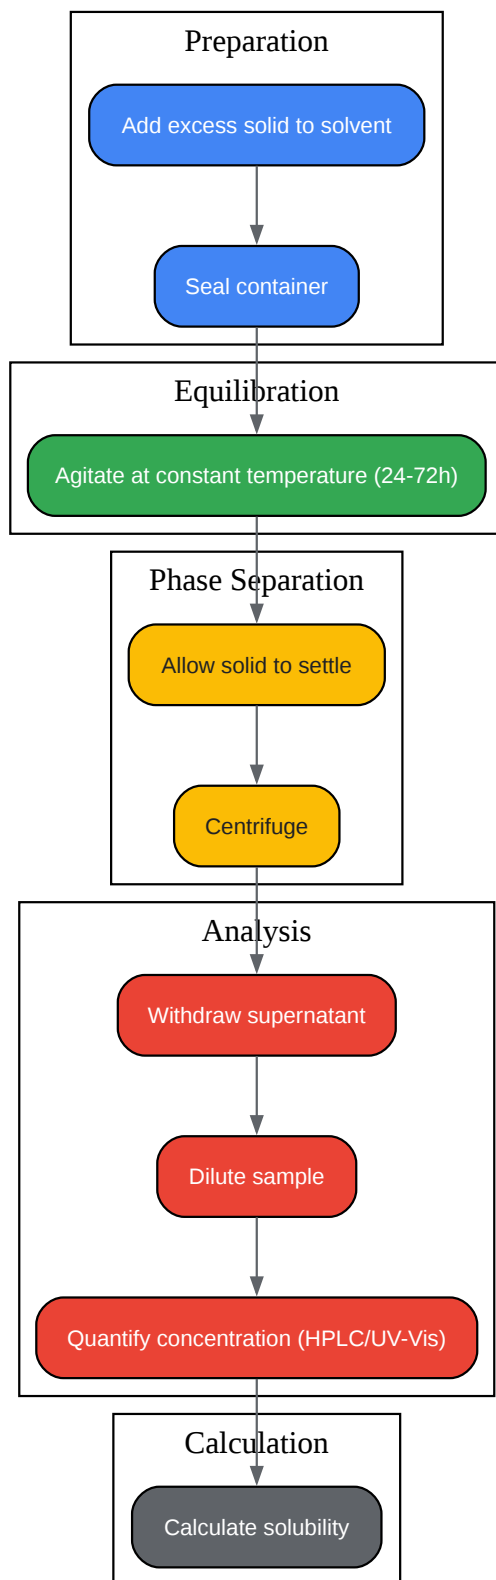 Preparation
Add excess solid to solvent
Seal container
Equilibration
Agitate at constant temperature (24-72h)
Phase Separation
Allow solid to settle
Centrifuge
Analysis
Withdraw supernatant
Dilute sample
Quantify concentration (HPLC/UV-Vis)
Calculation
Calculate solubility